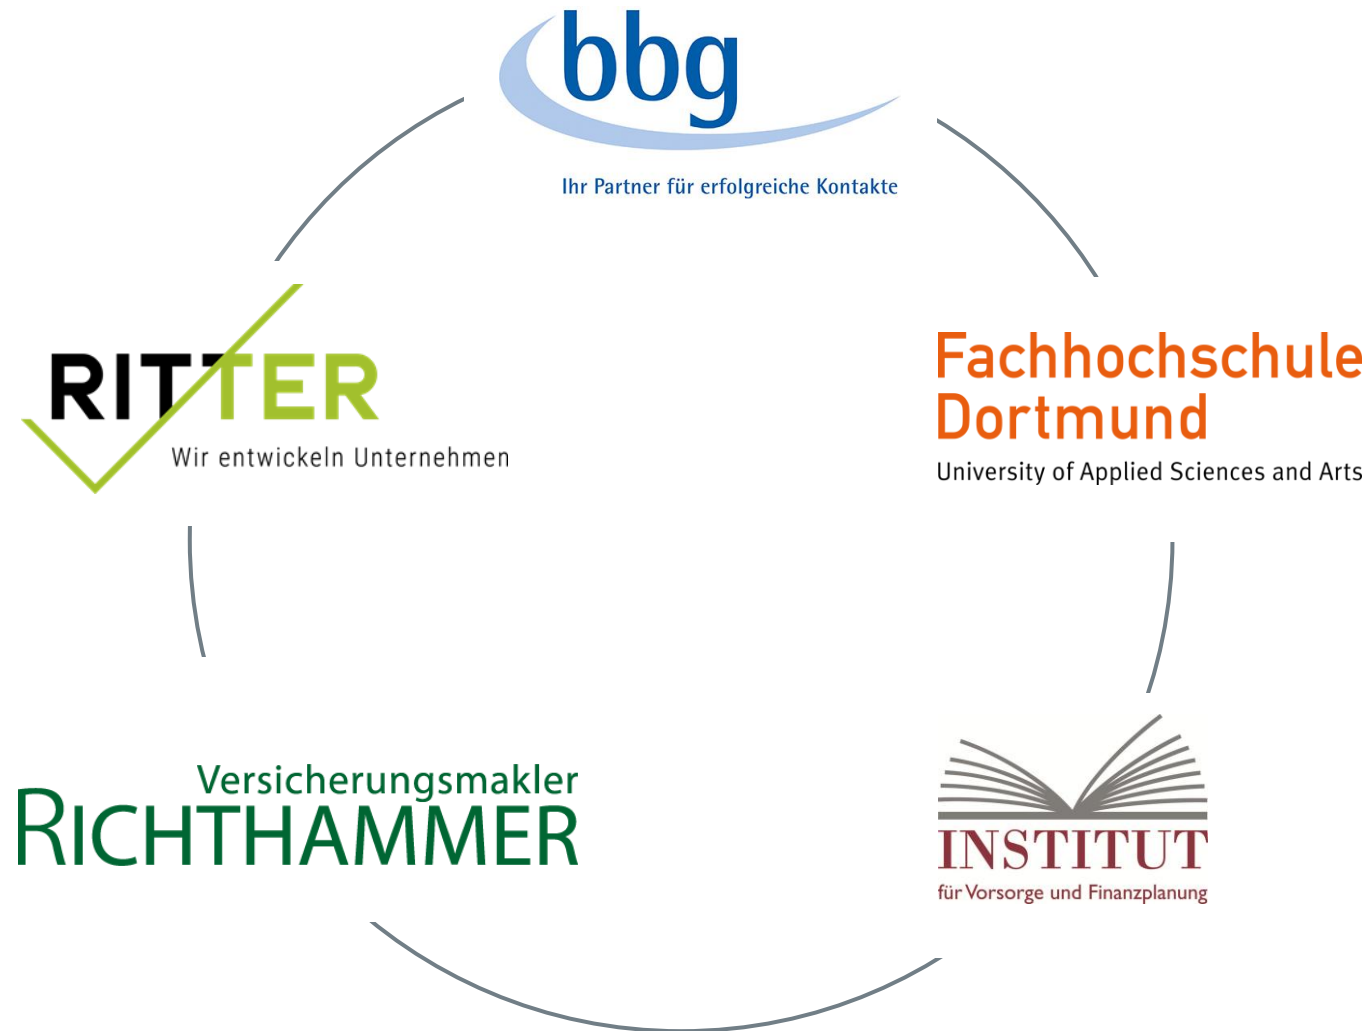 bbg
Ihr Partner für erfolgreiche Kontakte
RITTER
Wir entwickeln Unternehmen
Fachhochschule
Dortmund
University of Applied Sciences and Arts
Versicherungsmakler
RICHTHAMMER
INSTITUT
für Vorsorge und Finanzplanung